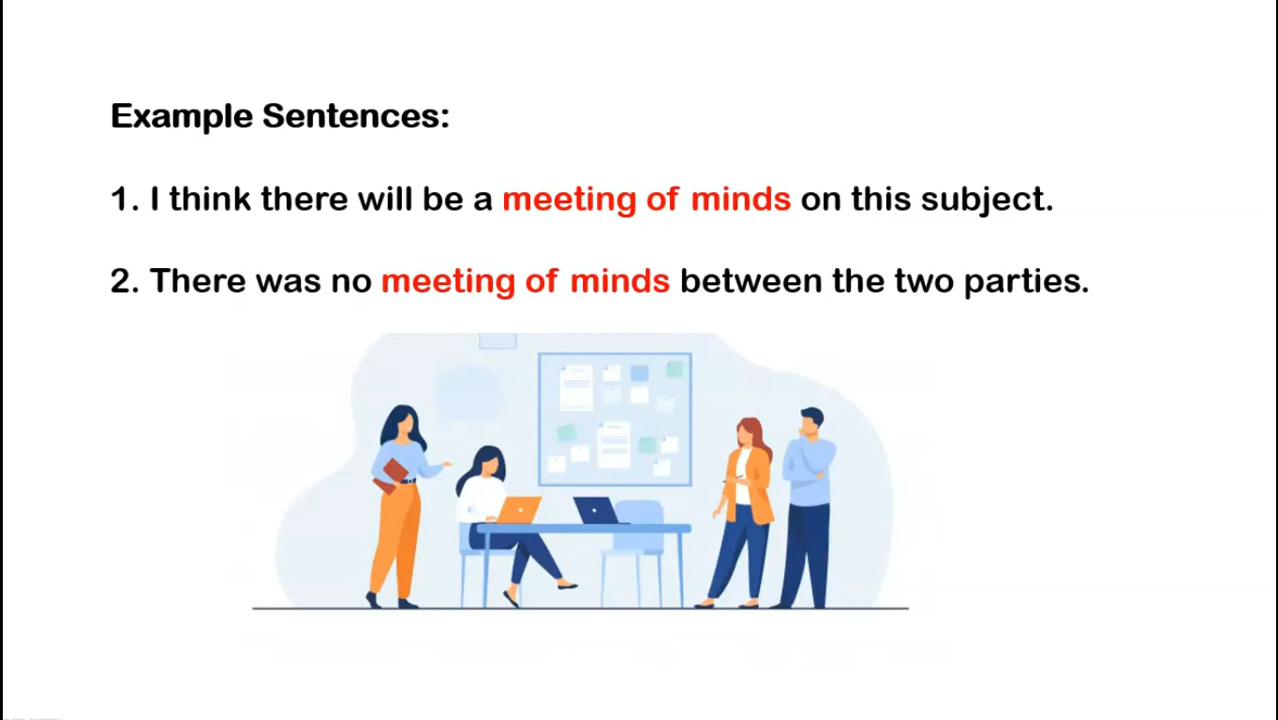 Example Sentences:
1. I think there will be a meeting of minds on this subject.
2. There was no meeting of minds between the two parties.